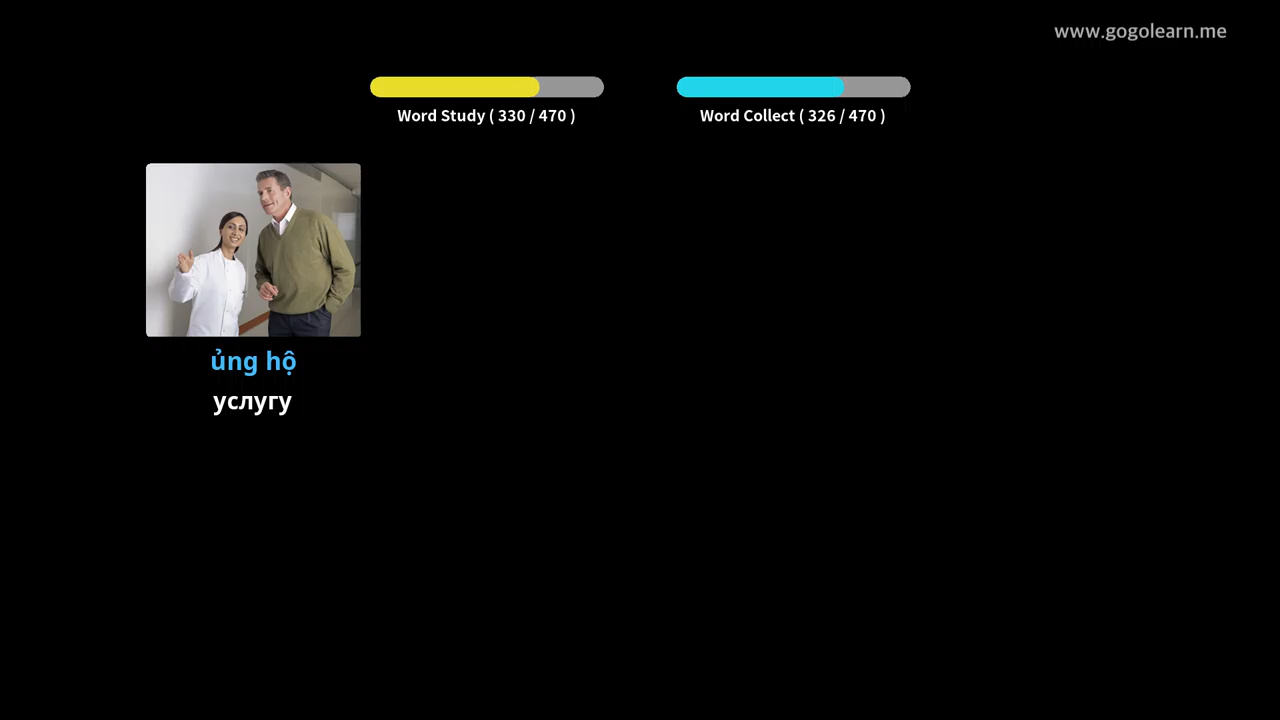 www.gogolearn.me
Word Study ( 330 / 470 )
Word Collect ( 326 / 470 )
ủng hộ
услугу